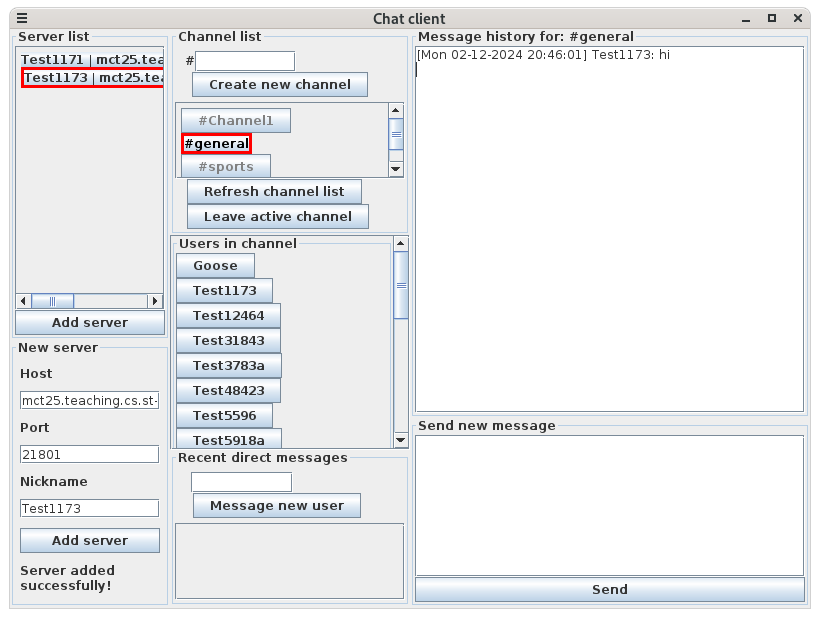 Chat client
Server list
Test1171 | mct25.tea
Test1173 | mct25.tea
Add server
New server
Host
mct25.teaching.cs.st-
Port
21801
Nickname
Test1173
Add server
Server added
successfully!
Channel list
#
Create new channel
#Channel1
#general
#sports
Refresh channel list
Leave active channel
Users in channel
Goose
Test1173
Test12464
Test31843
Test3783a
Test48423
Test5596
Test5918a
Recent direct messages
Message new user
Message history for: #general
[Mon 02-12-2024 20:46:01] Test1173: hi
Send new message
Send